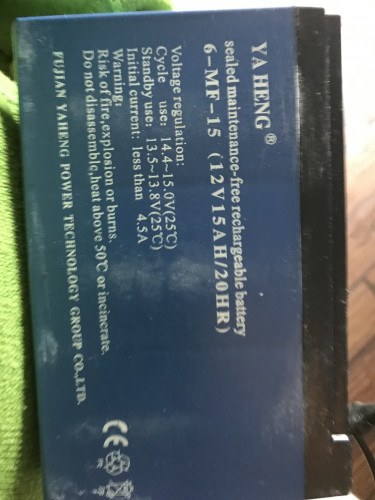 YA HENG®
sealed maintenance-free rechargeable battery
6-MF-15 (12V15AH/20HR)
Voltage regulation:
Cycle use: 14.4~15.0V(25℃)
Standby use: 13.5~13.8V(25℃)
Initial current: less than 4.5A
Warning:
Risk of fire,explosion or burns.
Do not disassemble,heat above 50℃ or incinerate.
FUJIAN YAHENG POWER TECHNOLOGY GROUP CO.,LTD.
CE